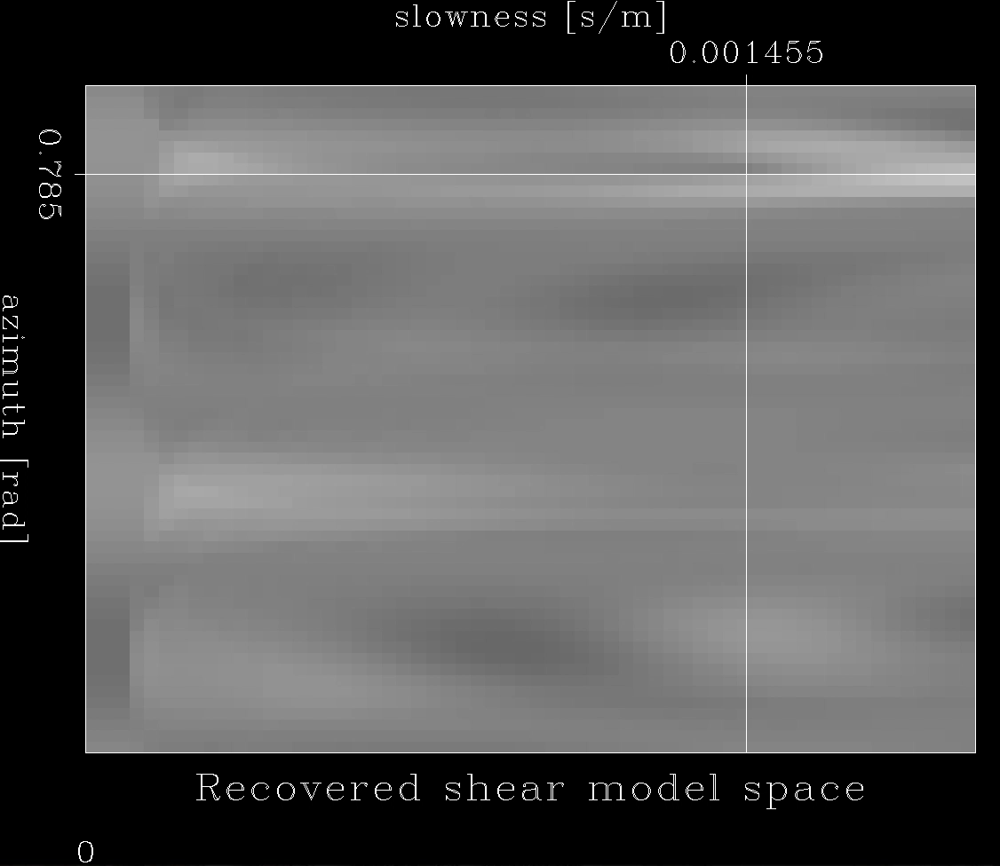 slowness [s/m]
0.001455
0.785
azimuth [rad]
Recovered shear model space
0